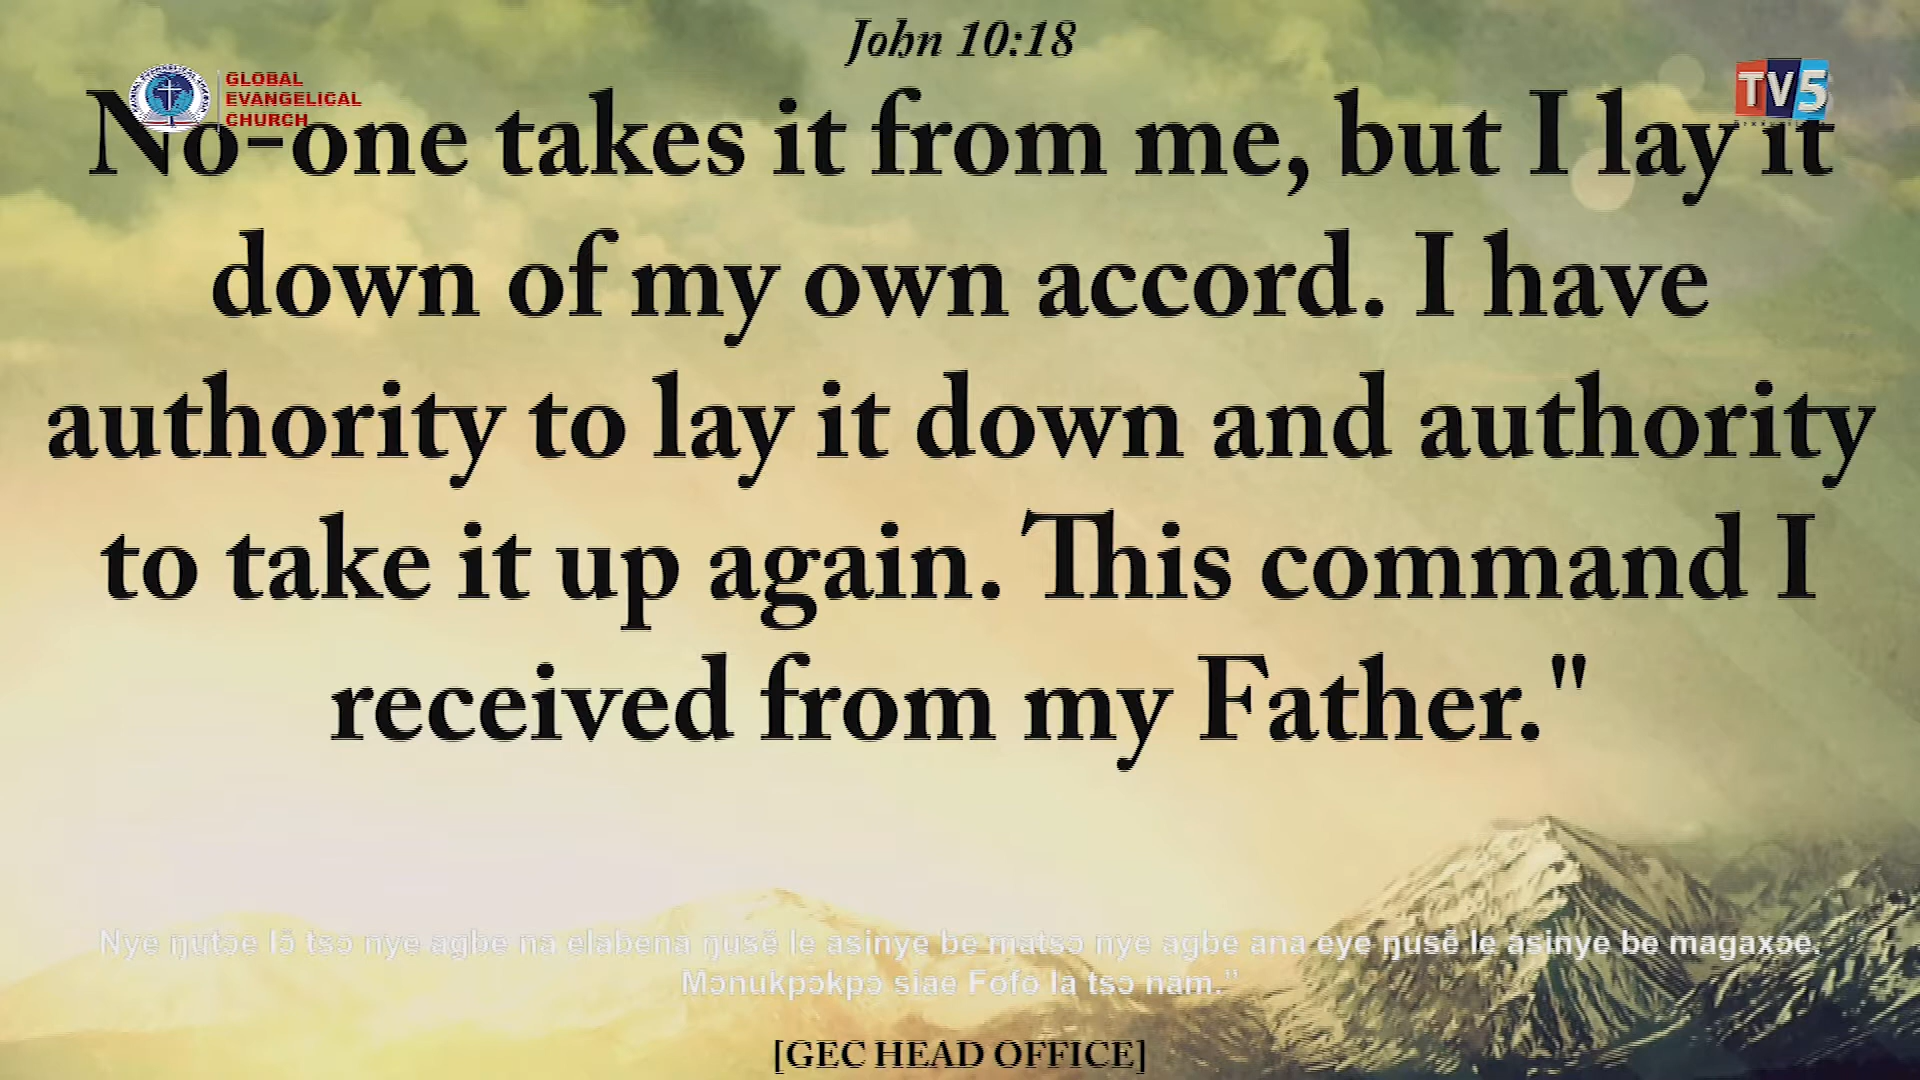 John 10:18
GLOBAL
EVANGELICAL
CHURCH
TV5
No-one takes it from me, but I lay it
down of my own accord. I have
authority to lay it down and authority
to take it up again. This command I
received from my Father."
Nye ŋutɔe lɔ̃ tsɔ nye agbe na elabena ŋusẽ le asinye be matsɔ nye agbe ana eye ŋusẽ le asinye be magaxɔe.
Mɔnukpɔkpɔ siae Fofo la tsɔ nam.”
[GEC HEAD OFFICE]